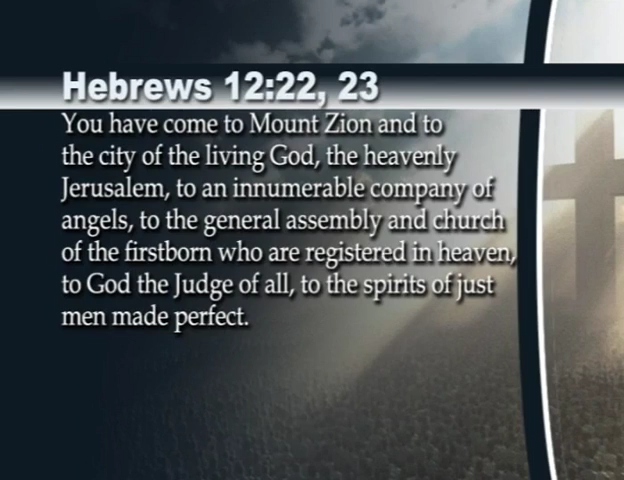 Hebrews 12:22, 23
You have come to Mount Zion and to
the city of the living God, the heavenly
Jerusalem, to an innumerable company of
angels, to the general assembly and church
of the firstborn who are registered in heaven,
to God the Judge of all, to the spirits of just
men made perfect.